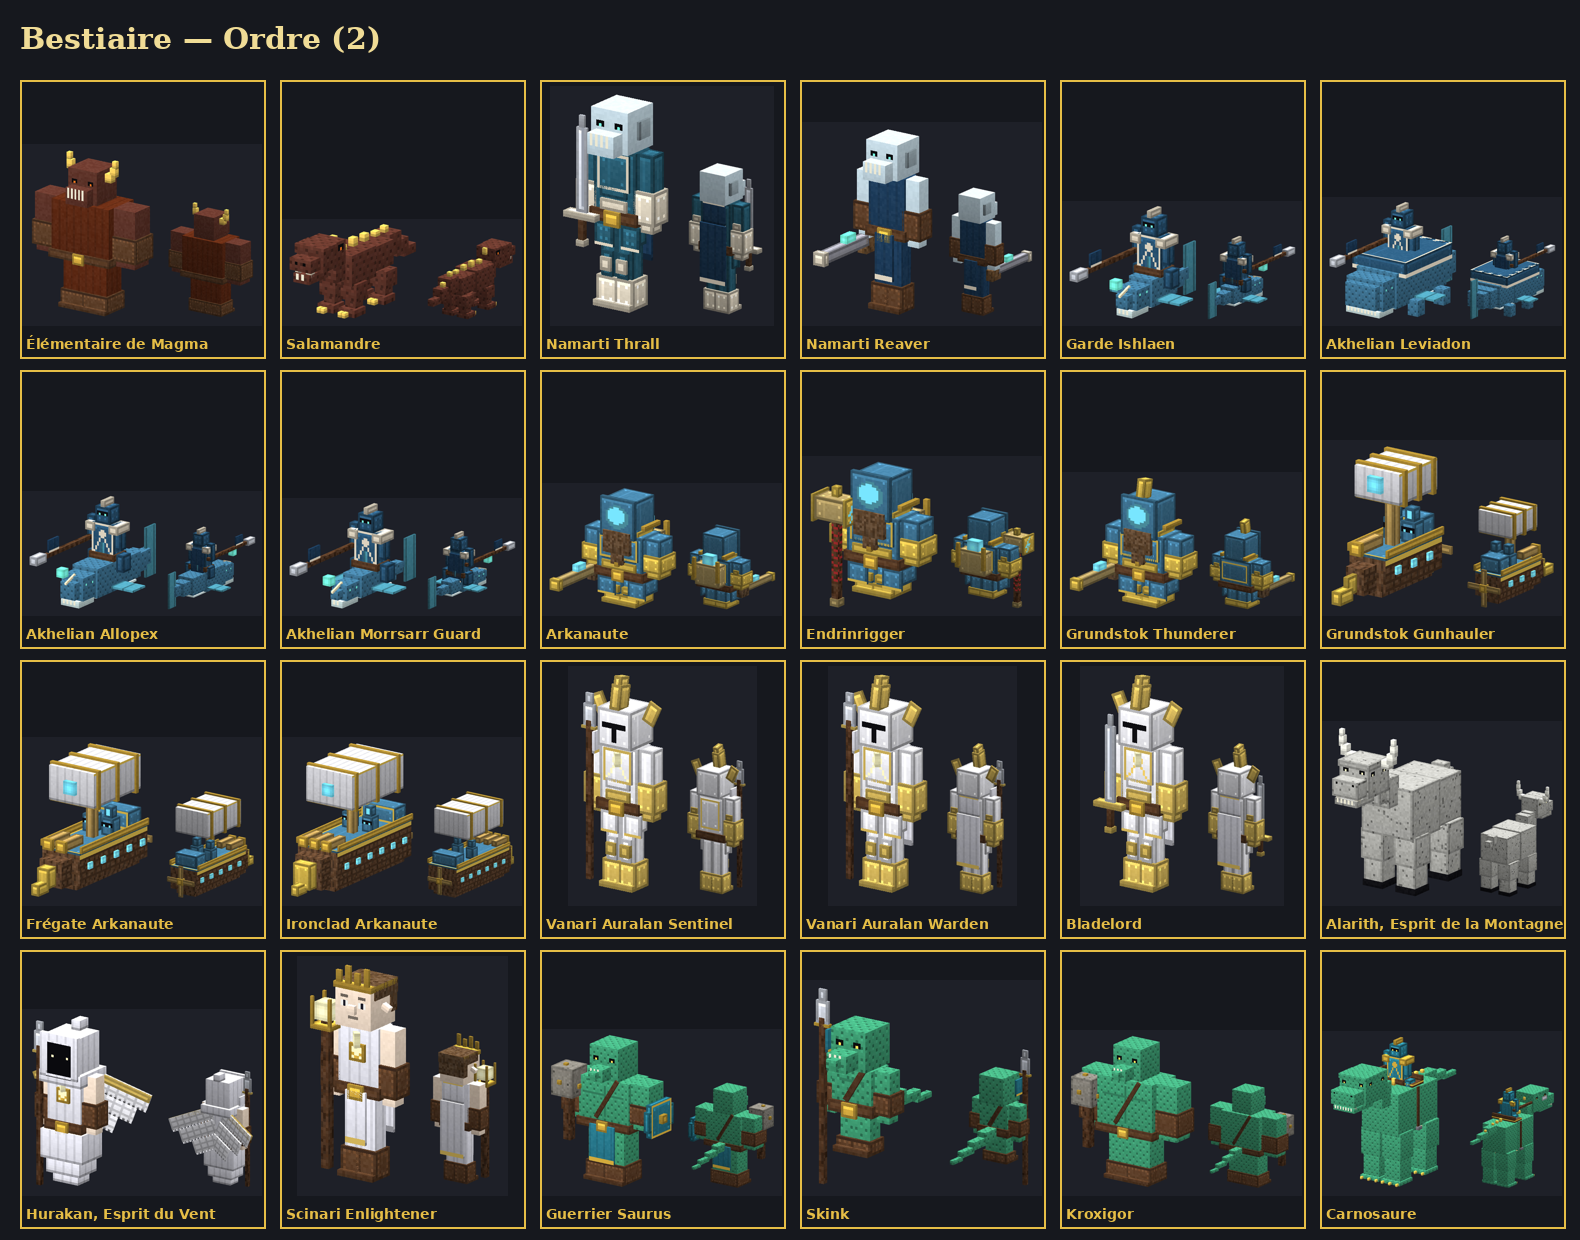 Bestiaire — Ordre (2)
Élémentaire de Magma
Salamandre
Namarti Thrall
Namarti Reaver
Garde Ishlaen
Akhelian Leviadon
Akhelian Allopex
Akhelian Morrsarr Guard
Arkanaute
Endrinrigger
Grundstok Thunderer
Grundstok Gunhauler
Frégate Arkanaute
Ironclad Arkanaute
Vanari Auralan Sentinel
Vanari Auralan Warden
Bladelord
Alarith, Esprit de la Montagne
Hurakan, Esprit du Vent
Scinari Enlightener
Guerrier Saurus
Skink
Kroxigor
Carnosaure